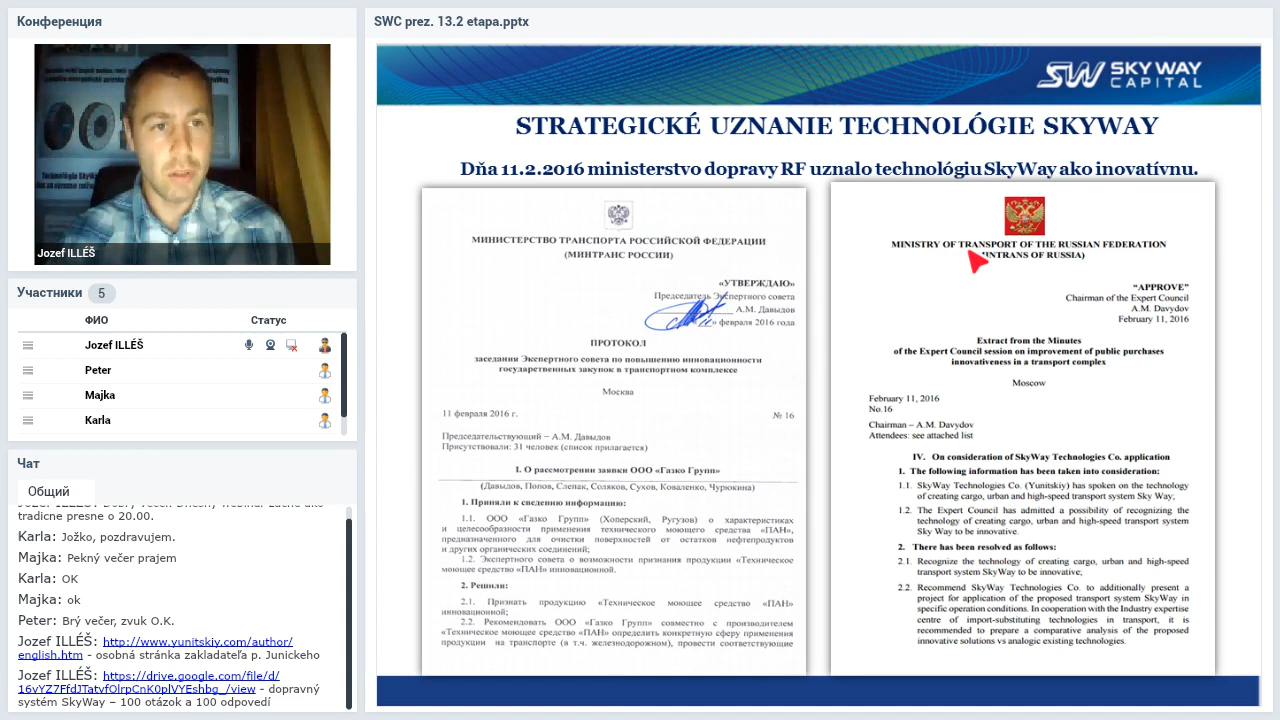 Конференция
Jozef ILLÉŠ
Участники 5
ФИО Статус
Jozef ILLÉŠ
Peter
Majka
Karla
Чат
Общий
tradicne presne o 20.00.
Karla: Jožko, pozdravujem.
Majka: Pekný večer prajem
Karla: OK
Majka: ok
Peter: Brý večer, zvuk O.K.
Jozef ILLÉŠ: http://www.yunitskiy.com/author/
english.htm - osobná stránka zakladateľa p. Junickeho
Jozef ILLÉŠ: https://drive.google.com/file/d/
16vYZ7FfdJTatvfOlrpCnK0plVYEshbg_/view - dopravný
systém SkyWay – 100 otázok a 100 odpovedí
SWC prez. 13.2 etapa.pptx
SW SKY WAY
CAPITAL
STRATEGICKÉ UZNANIE TECHNOLÓGIE SKYWAY
Dňa 11.2.2016 ministerstvo dopravy RF uznalo technológiu SkyWay ako inovatívnu.
МИНИСТЕРСТВО ТРАНСПОРТА РОССИЙСКОЙ ФЕДЕРАЦИИ
(МИНТРАНС РОССИИ)
«УТВЕРЖДАЮ»
Председатель Экспертного совета
А.М. Давыдов
февраля 2016 года
ПРОТОКОЛ
заседания Экспертного совета по повышению инновационности
государственных закупок в транспортном комплексе
Москва
11 февраля 2016 г. № 16
Председательствующий – А.М. Давыдов
Присутствовали: 31 человек (список прилагается)
I. О рассмотрении заявки ООО «Газко Групп»
(Давыдов, Попов, Слепак, Соляков, Сухов, Коваленко, Чурюкина)
1. Приняли к сведению информацию:
1.1. ООО «Газко Групп» (Хоперский, Ругузов) о характеристиках
и целесообразности применения технического моющего средства «ПАН»,
предназначенного для очистки поверхностей от остатков нефтепродуктов
и других органических соединений;
1.2. Экспертного совета о возможности признания продукции «Техническое
моющее средство «ПАН» инновационной.
2. Решили:
2.1. Признать продукцию «Техническое моющее средство «ПАН»
инновационной;
2.2. Рекомендовать ООО «Газко Групп» совместно с производителем
«Техническое моющее средство «ПАН» определить конкретную сферу применения
продукции на транспорте (в т.ч. железнодорожном), провести соответствующие
MINISTRY OF TRANSPORT OF THE RUSSIAN FEDERATION
OF RUSSIA)
“APPROVE”
Chairman of the Expert Council
A.M. Davydov
February 11, 2016
Extract from the Minutes
of the Expert Council session on improvement of public purchases
innovativeness in a transport complex
Moscow
February 11, 2016
No.16
Chairman – A.M. Davydov
Attendees: see attached list
IV. On consideration of SkyWay Technologies Co. application
1. The following information has been taken into consideration:
1.1. SkyWay Technologies Co. (Yunitskiy) has spoken on the technology
of creating cargo, urban and high-speed transport system Sky Way;
1.2. The Expert Council has admitted a possibility of recognizing the
technology of creating cargo, urban and high-speed transport system
Sky Way to be innovative.
2. There has been resolved as follows:
2.1. Recognize the technology of creating cargo, urban and high-speed
transport system SkyWay to be innovative;
2.2. Recommend SkyWay Technologies Co. to additionally present a
project for application of the proposed transport system SkyWay in
specific operation conditions. In cooperation with the Industry expertise
centre of import-substituting technologies in transport, it is
recommended to prepare a comparative analysis of the proposed
innovative solutions vs analogic existing technologies.